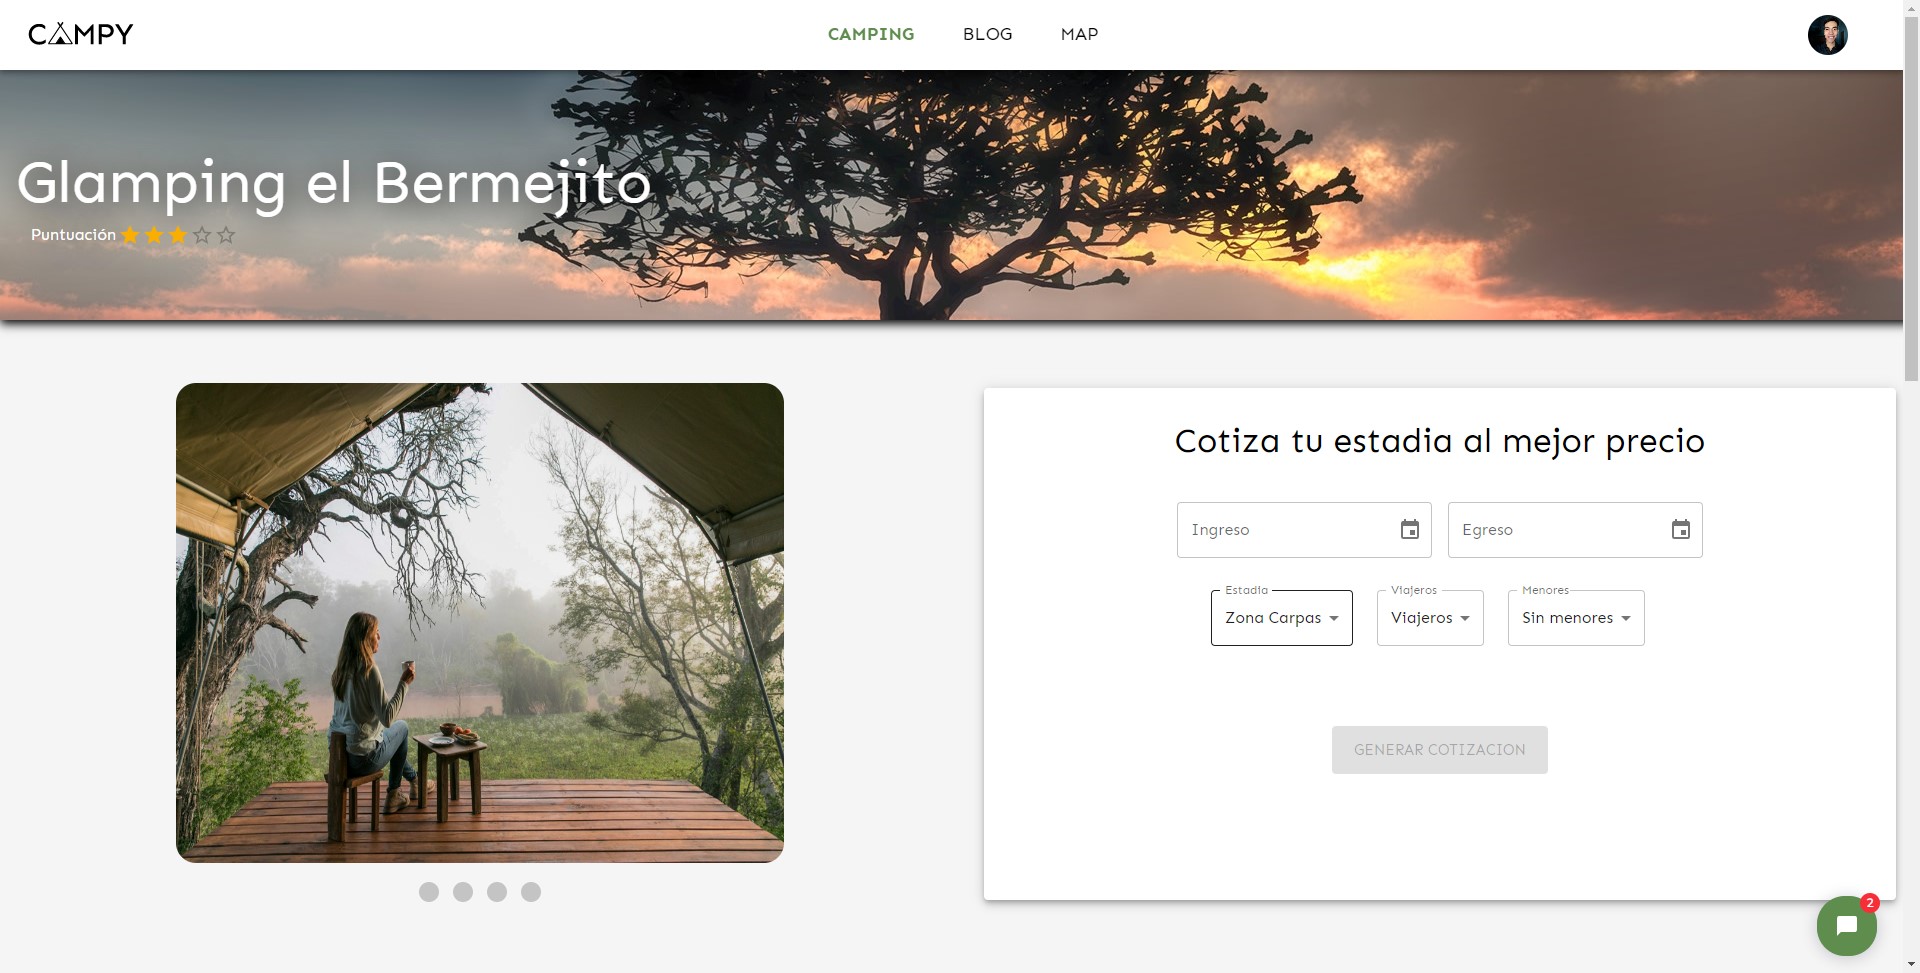 CAMPY
CAMPING
BLOG
MAP
Glamping el Bermejito
Puntuación
Cotiza tu estadia al mejor precio
Ingreso
Egreso
Estadia
Zona Carpas
Viajeros
Viajeros
Menores
Sin menores
GENERAR COTIZACION
2